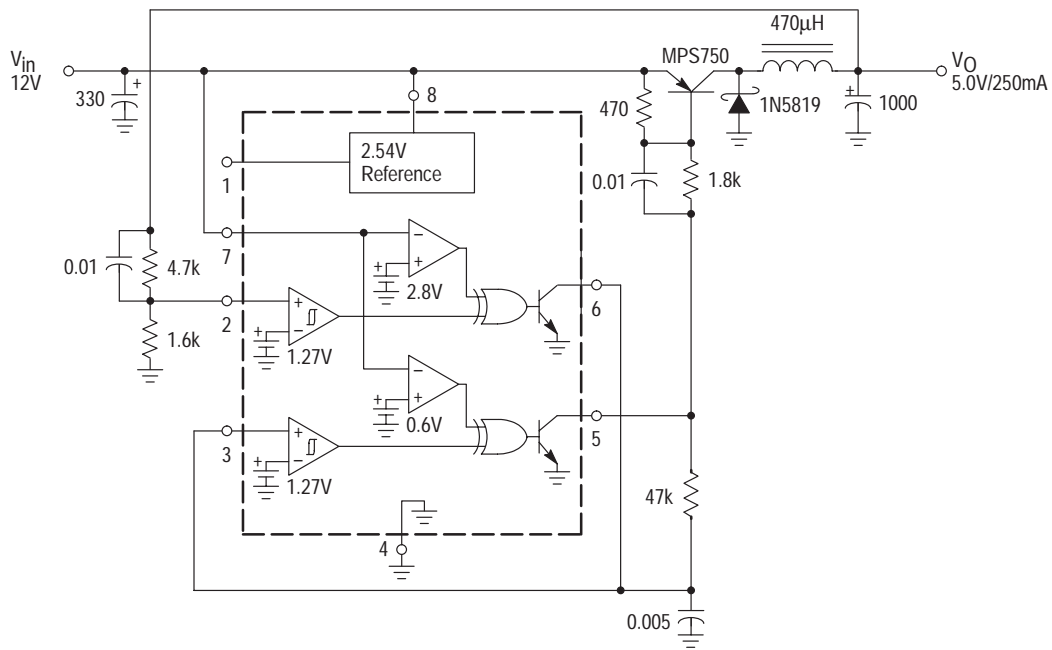 470µH
MPS750
Vin
12V
VO
5.0V/250mA
330
8
470
1N5819
1000
2.54V
Reference
1
0.01
1.8k
7
0.01
4.7k
2.8V
6
2
1.6k
1.27V
0.6V
5
3
1.27V
47k
4
0.005
+
+
+
−
+
+
−
+
+
−
+
+
−
+
+
−
+